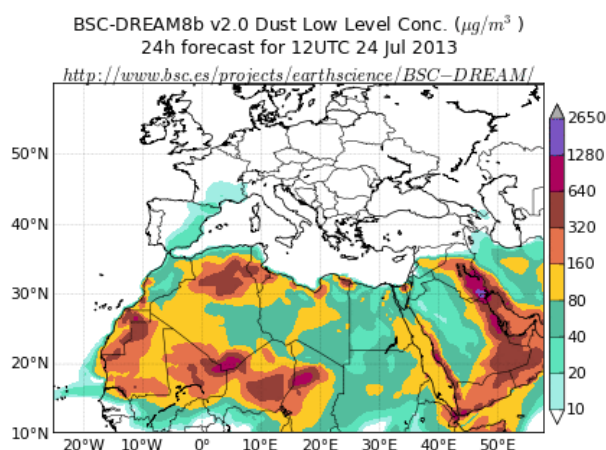 BSC-DREAM8b v2.0 Dust Low Level Conc. (μg/m³ )
24h forecast for 12UTC 24 Jul 2013
http://www.bsc.es/projects/earthscience/BSC−DREAM/
50°N
40°N
30°N
20°N
10°N
20°W
10°W
0°
10°E
20°E
30°E
40°E
50°E
2650
1280
640
320
160
80
40
20
10